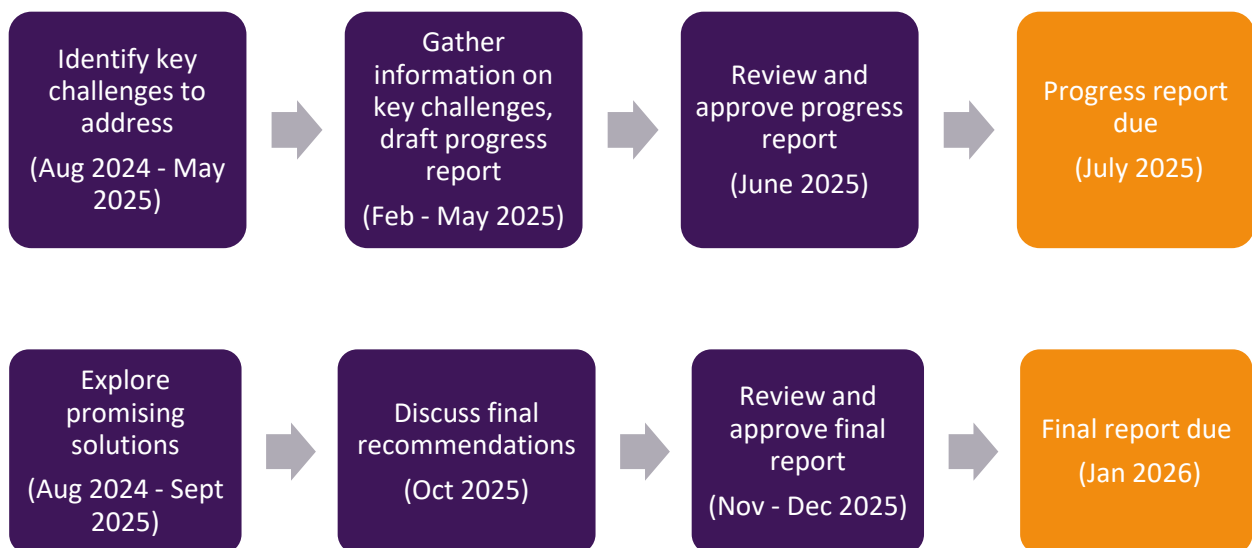 Identify key
challenges to
address
(Aug 2024 - May
2025)
Gather
information on
key challenges,
draft progress
report
(Feb - May 2025)
Review and
approve progress
report
(June 2025)
Progress report
due
(July 2025)
Explore
promising
solutions
(Aug 2024 - Sept
2025)
Discuss final
recommendations
(Oct 2025)
Review and
approve final
report
(Nov - Dec 2025)
Final report due
(Jan 2026)